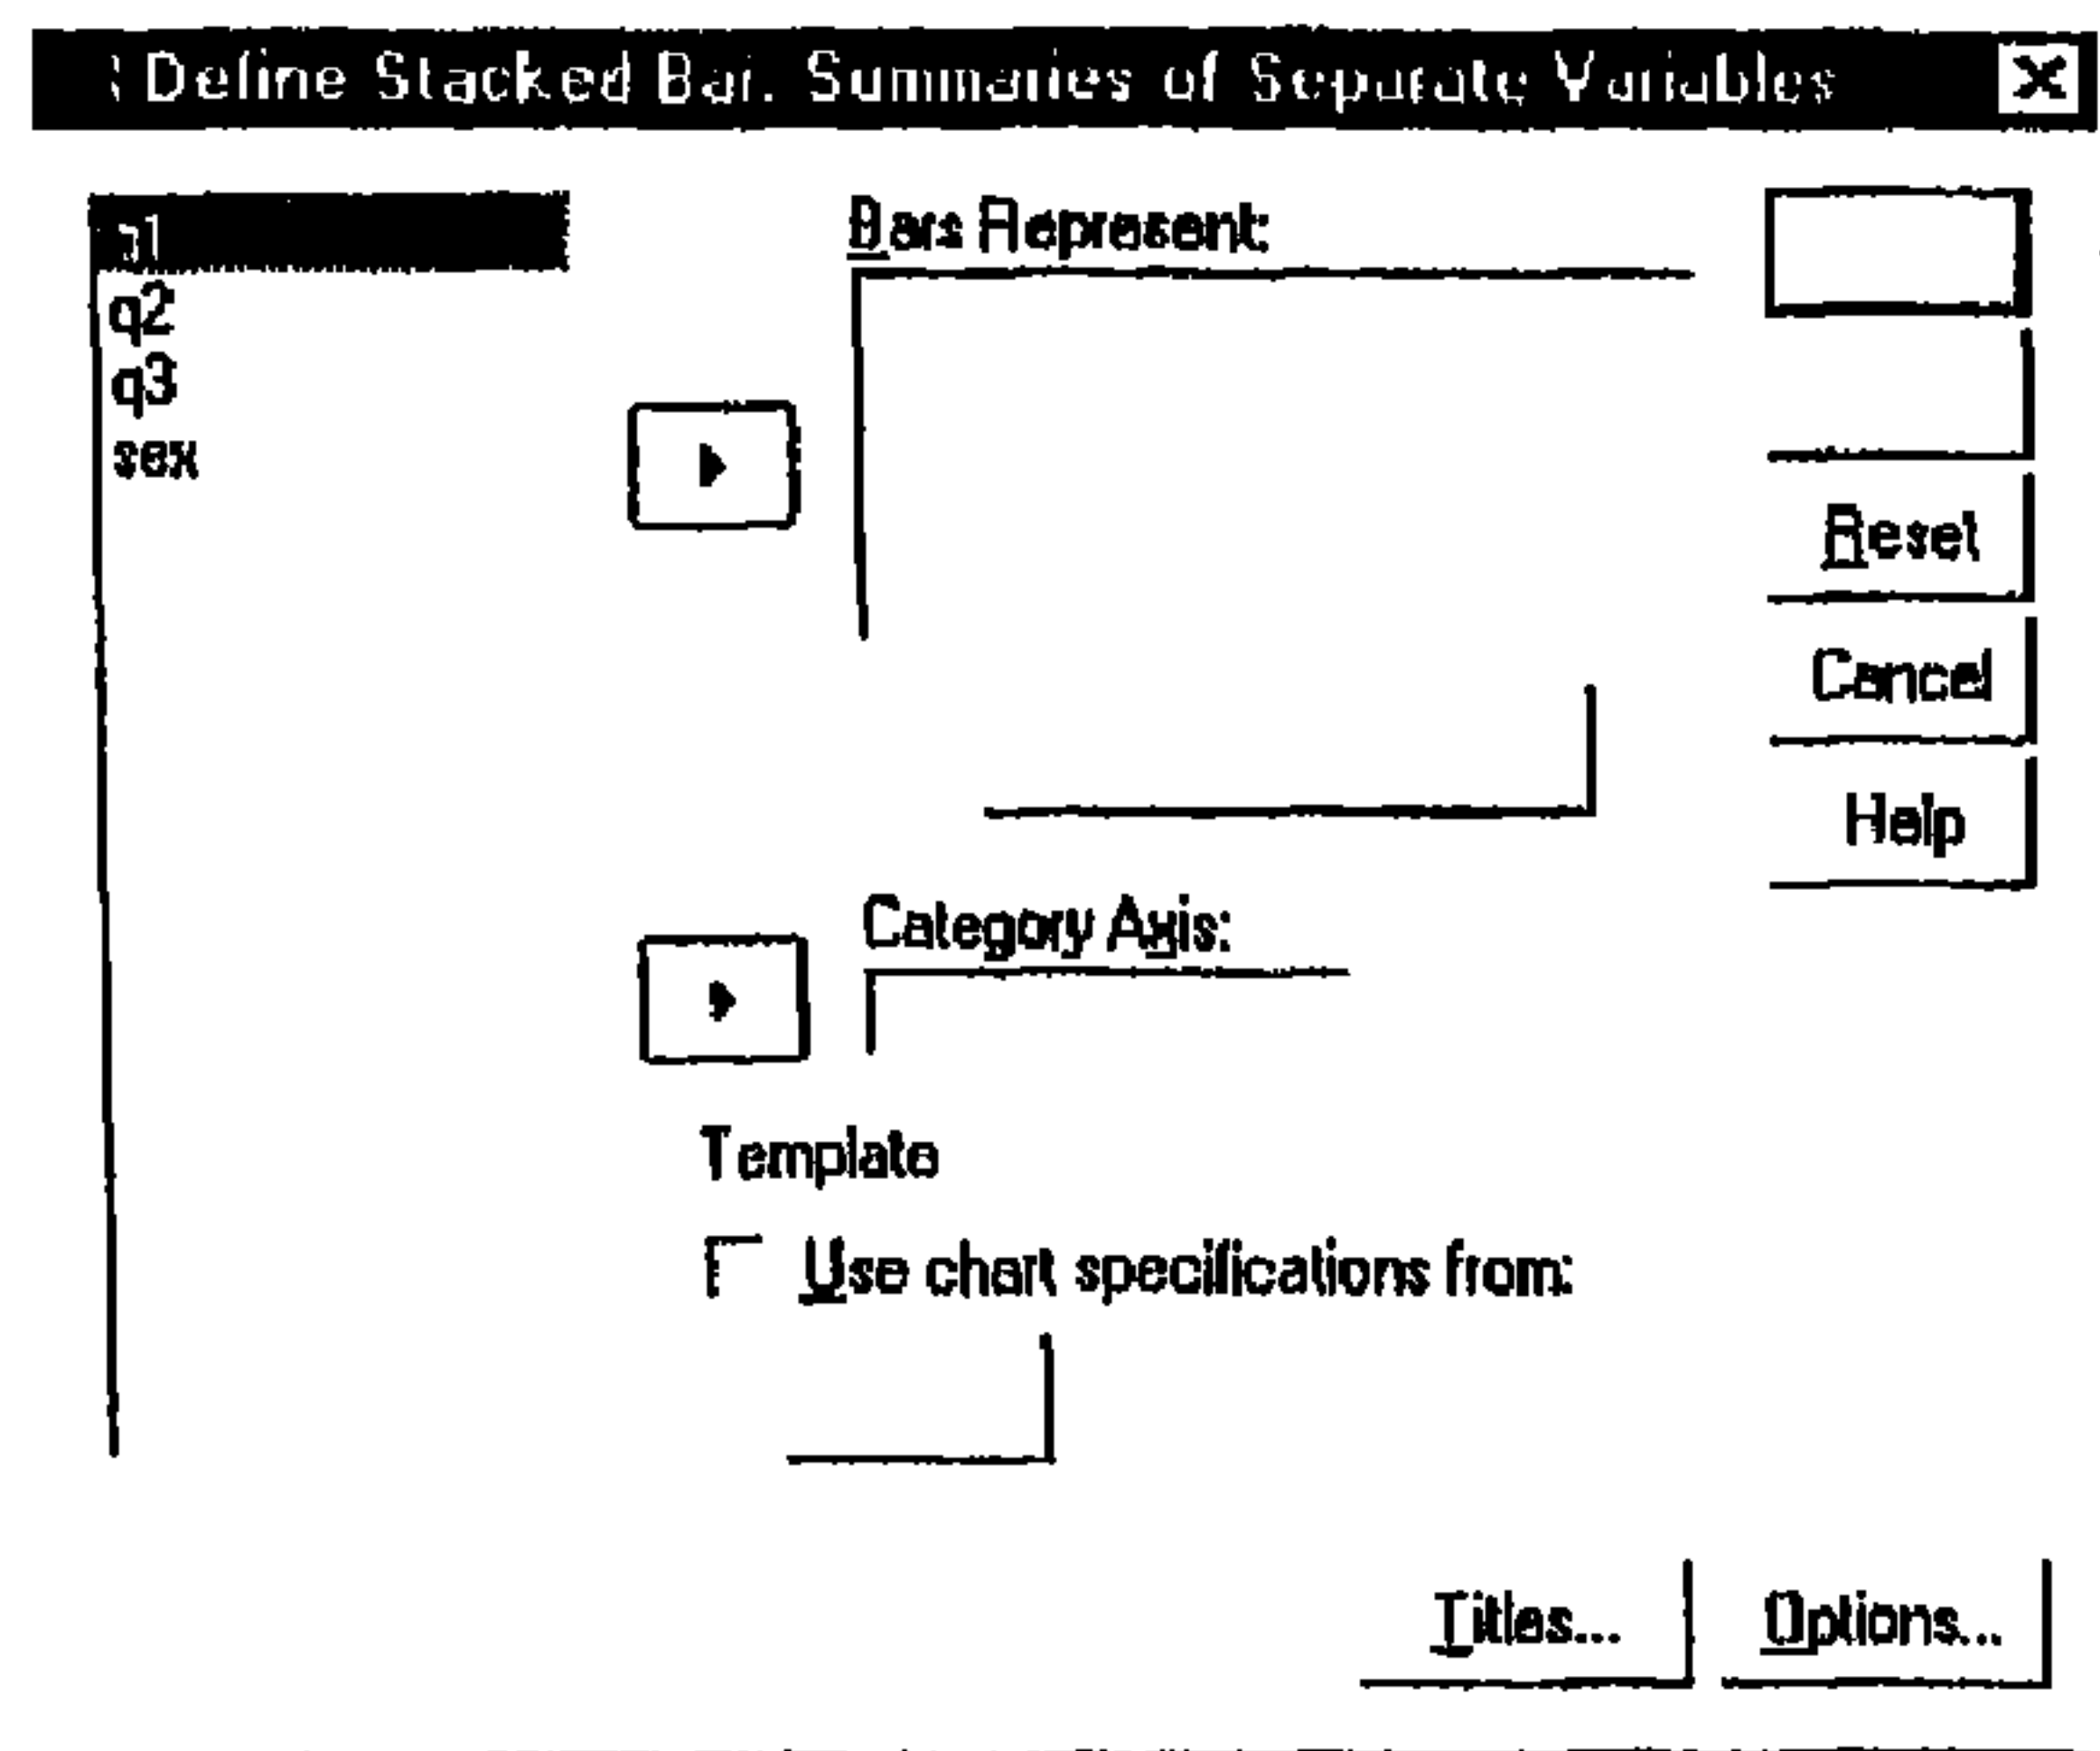 Define Stacked Bar: Summaries of Separate Variables
q1
q2
q3
sex
Bars Represent:
Reset
Cancel
Help
Category Axis:
Template
Use chart specifications from:
Titles...
Options...